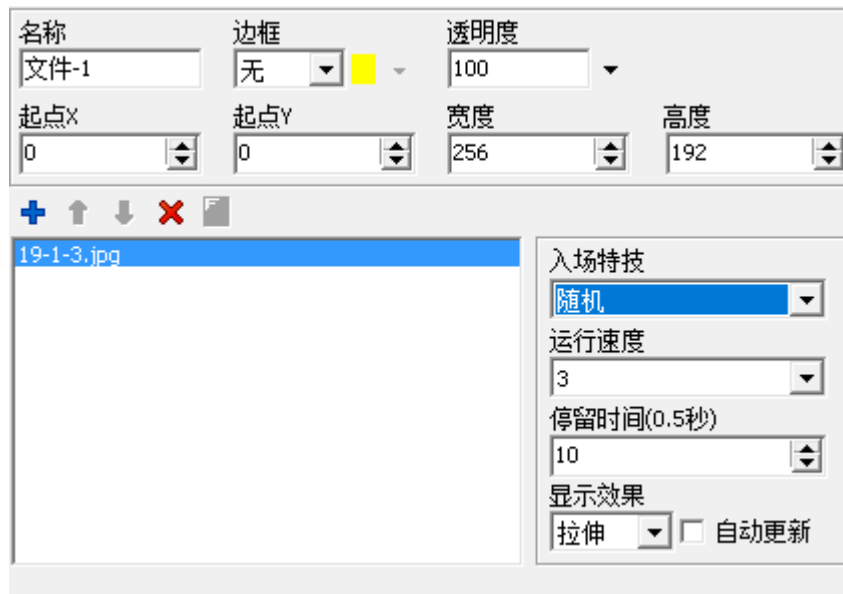 名称 边框 透明度
文件-1 无 100
起点X 起点Y 宽度 高度
0 0 256 192
19-1-3.jpg
入场特技
随机
运行速度
3
停留时间(0.5秒)
10
显示效果
拉伸 自动更新